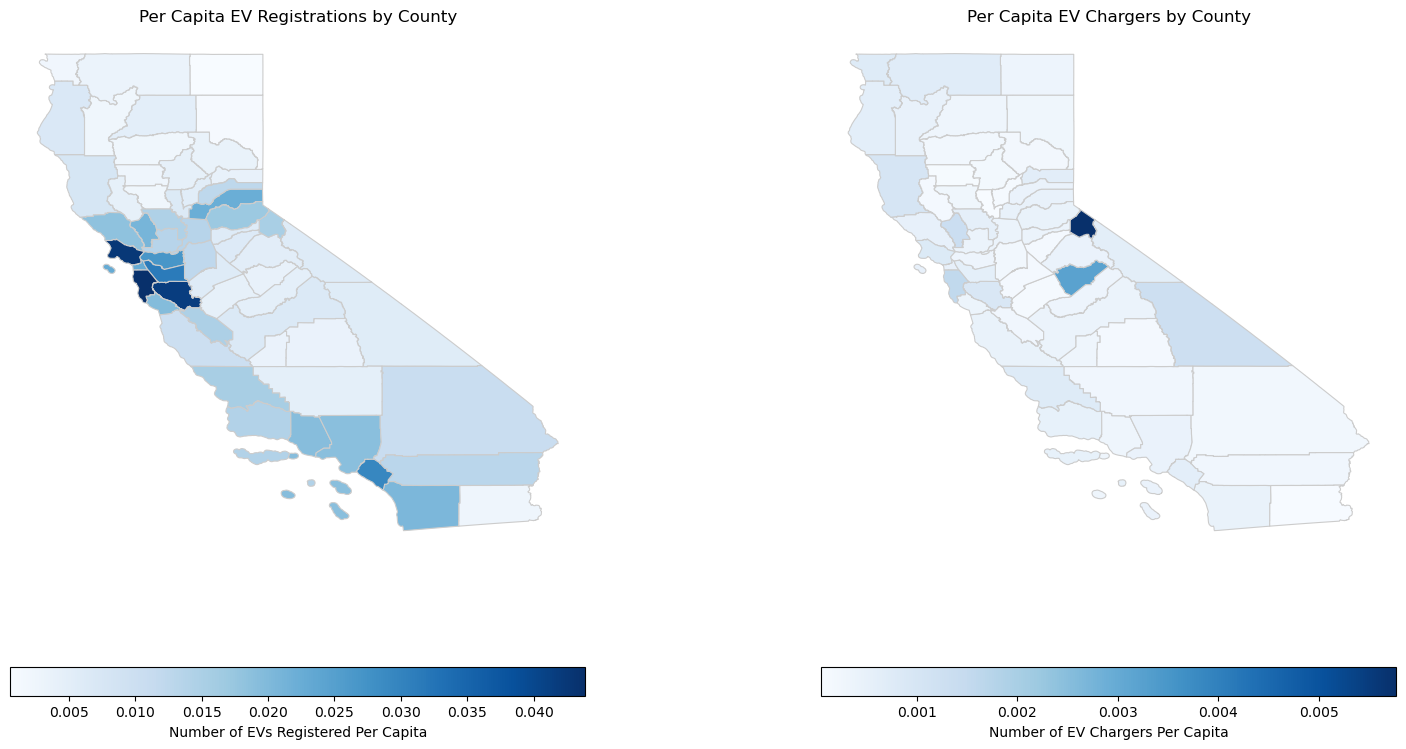 Per Capita EV Registrations by County
Per Capita EV Chargers by County
0.005 0.010 0.015 0.020 0.025 0.030 0.035 0.040
Number of EVs Registered Per Capita
0.001 0.002 0.003 0.004 0.005
Number of EV Chargers Per Capita